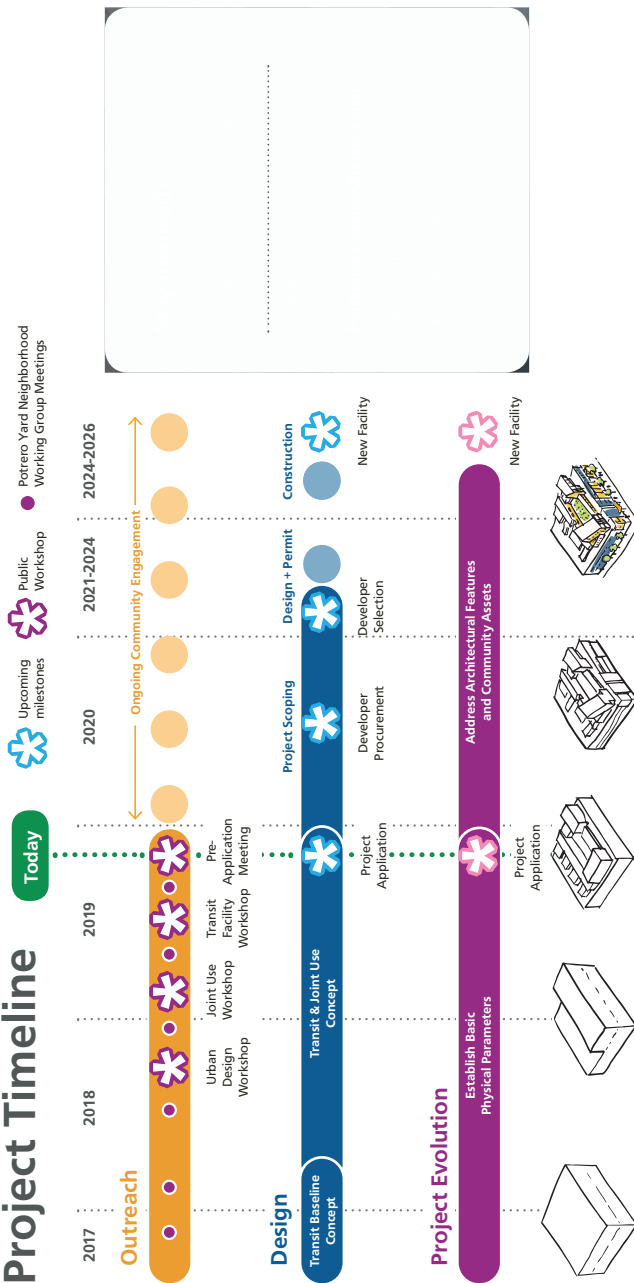 Project Timeline
Today
Upcoming
milestones
Public
Workshop
Potrero Yard Neighborhood
Working Group Meetings
2017
2018
2019
2020
2021-2024
2024-2026
Outreach
Ongoing Community Engagement
Urban
Design
Workshop
Joint Use
Workshop
Transit
Facility
Workshop
Pre-
Application
Meeting
Design
Project Scoping
Design + Permit
Construction
Transit Baseline
Concept
Transit & Joint Use
Concept
Project
Application
Developer
Procurement
Developer
Selection
New Facility
Project Evolution
Establish Basic
Physical Parameters
Address Architectural Features
and Community Assets
Project
Application
New Facility